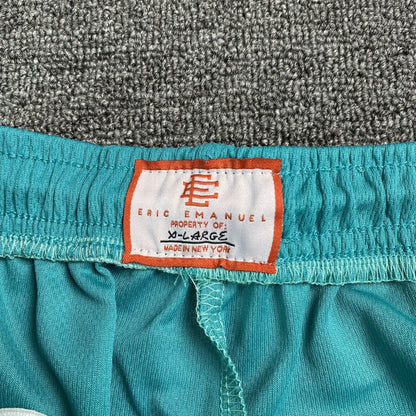 EE
ERIC EMANUEL
PROPERTY OF:
X-LARGE
MADE IN NEW YORK